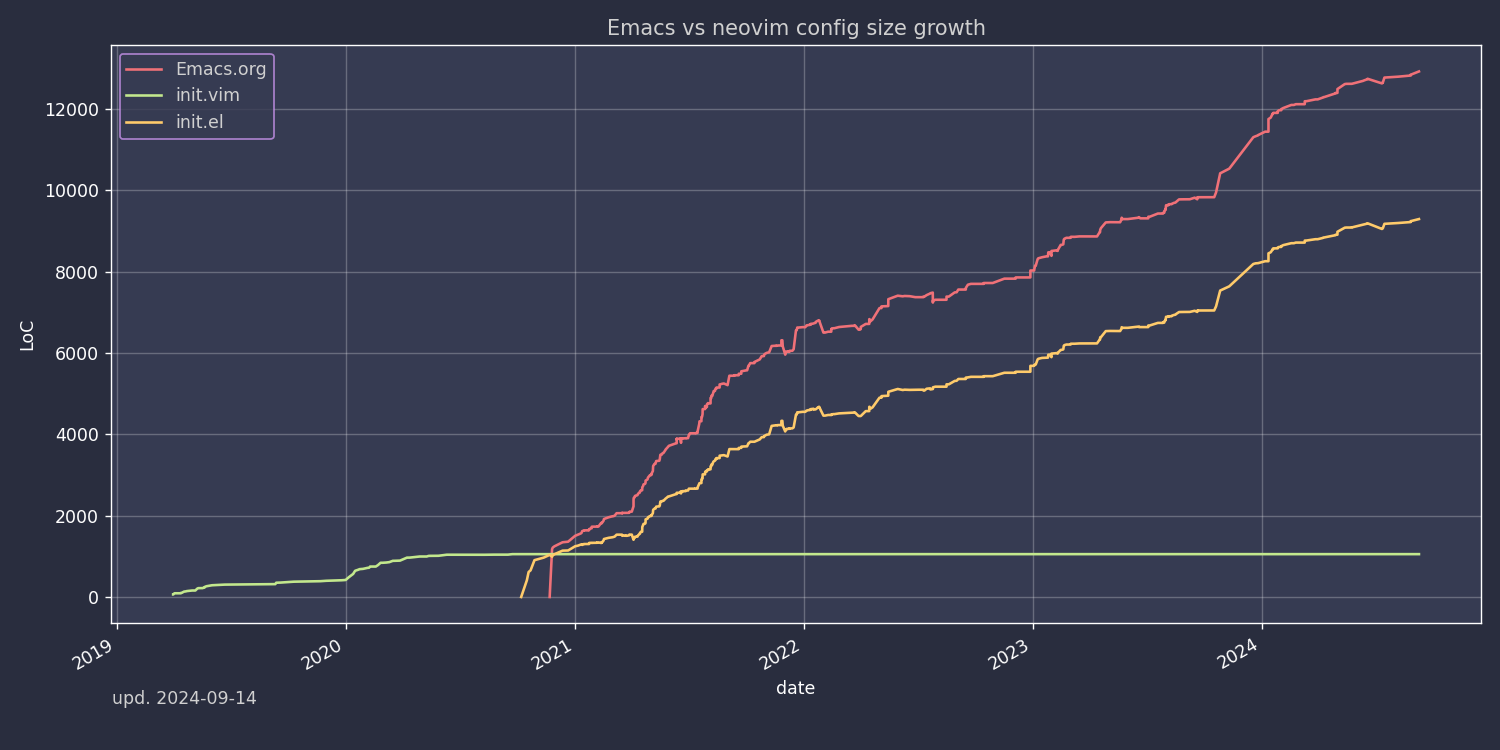 Emacs vs neovim config size growth
Emacs.org
init.vim
init.el
12000
10000
8000
6000
4000
2000
0
LoC
2019
2020
2021
2022
2023
2024
date
upd. 2024-09-14